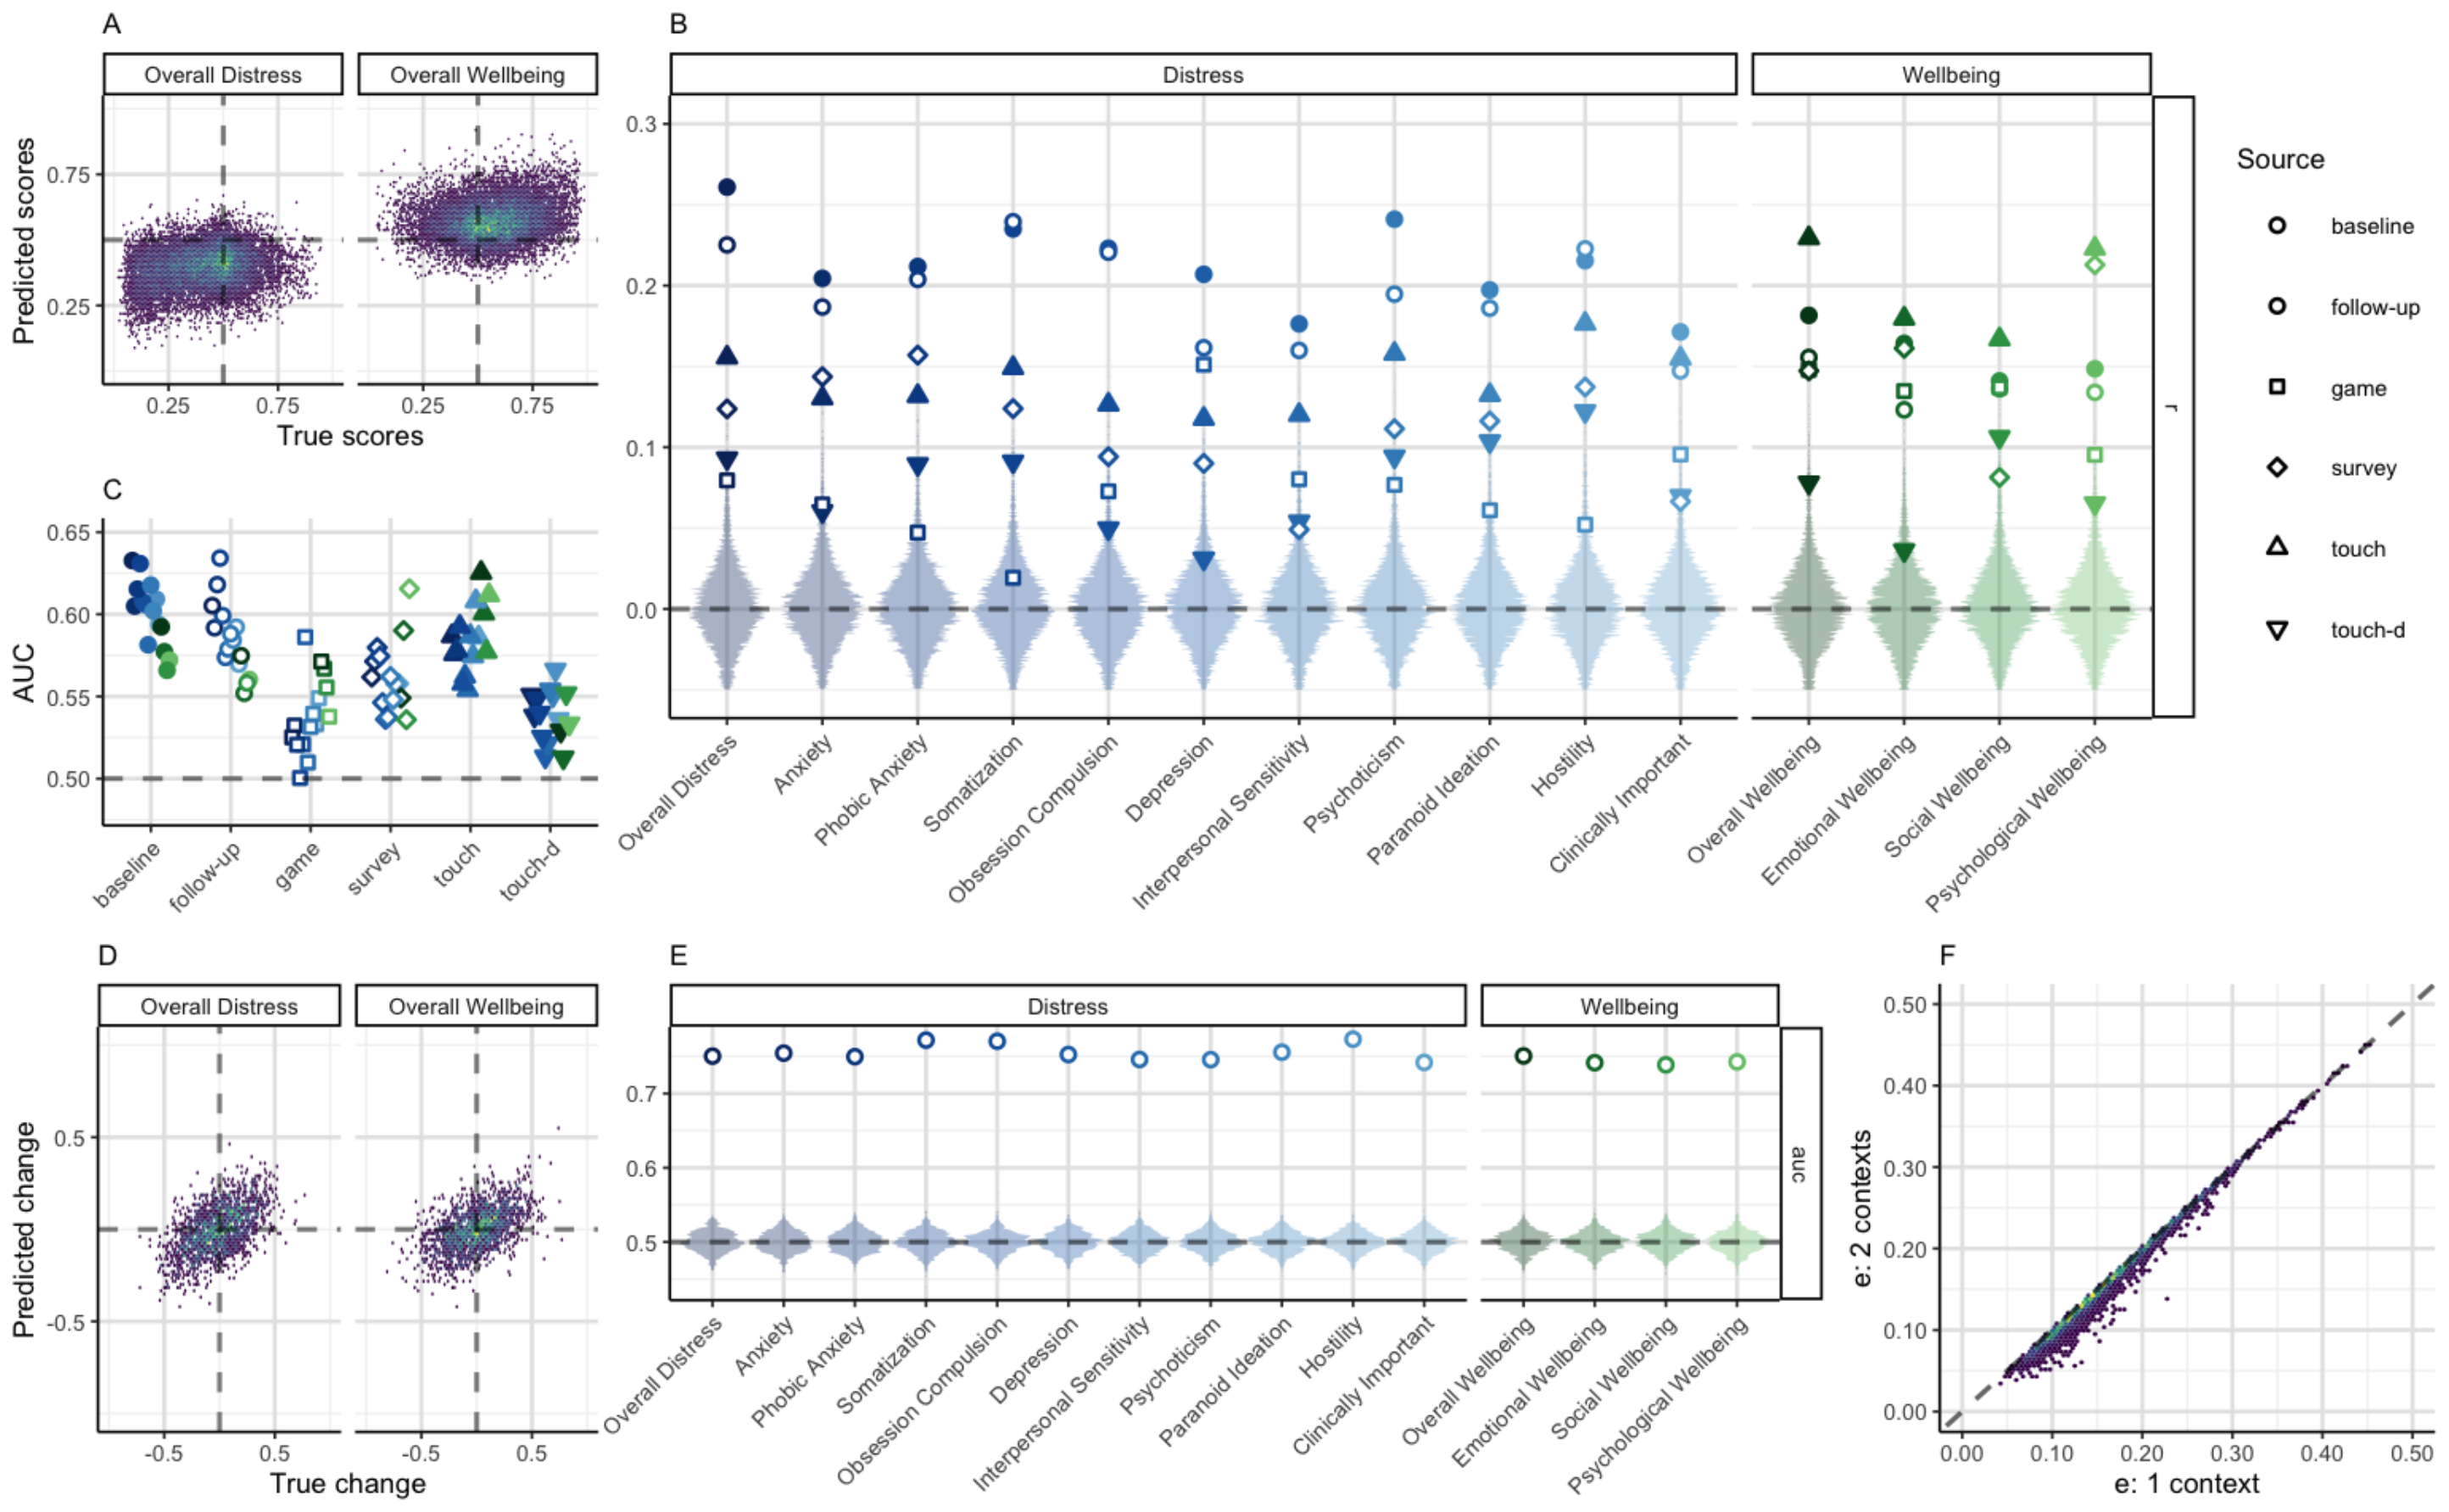 A
Overall Distress
Overall Wellbeing
Predicted scores
0.75
0.25
0.25
0.75
0.25
0.75
True scores
B
Distress
Wellbeing
0.3
0.2
0.1
0.0
r
Overall Distress
Anxiety
Phobic Anxiety
Somatization
Obsession Compulsion
Depression
Interpersonal Sensitivity
Psychoticism
Paranoid Ideation
Hostility
Clinically Important
Overall Wellbeing
Emotional Wellbeing
Social Wellbeing
Psychological Wellbeing
Source
baseline
follow-up
game
survey
touch
touch-d
C
AUC
0.65
0.60
0.55
0.50
baseline
follow-up
game
survey
touch
touch-d
D
Overall Distress
Overall Wellbeing
Predicted change
0.5
-0.5
-0.5
0.5
-0.5
0.5
True change
E
Distress
Wellbeing
0.7
0.6
0.5
auc
Overall Distress
Anxiety
Phobic Anxiety
Somatization
Obsession Compulsion
Depression
Interpersonal Sensitivity
Psychoticism
Paranoid Ideation
Hostility
Clinically Important
Overall Wellbeing
Emotional Wellbeing
Social Wellbeing
Psychological Wellbeing
F
e: 2 contexts
0.50
0.40
0.30
0.20
0.10
0.00
0.00
0.10
0.20
0.30
0.40
0.50
e: 1 context